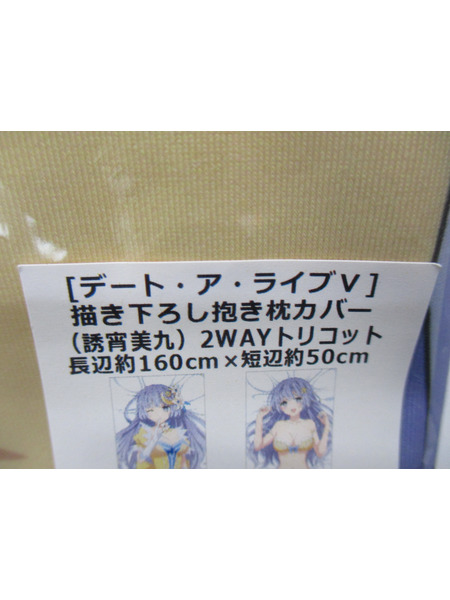 [デート・ア・ライブⅤ]
描き下ろし抱き枕カバー
(誘宵美九) 2WAYトリコット
長辺約160cm×短辺約50cm